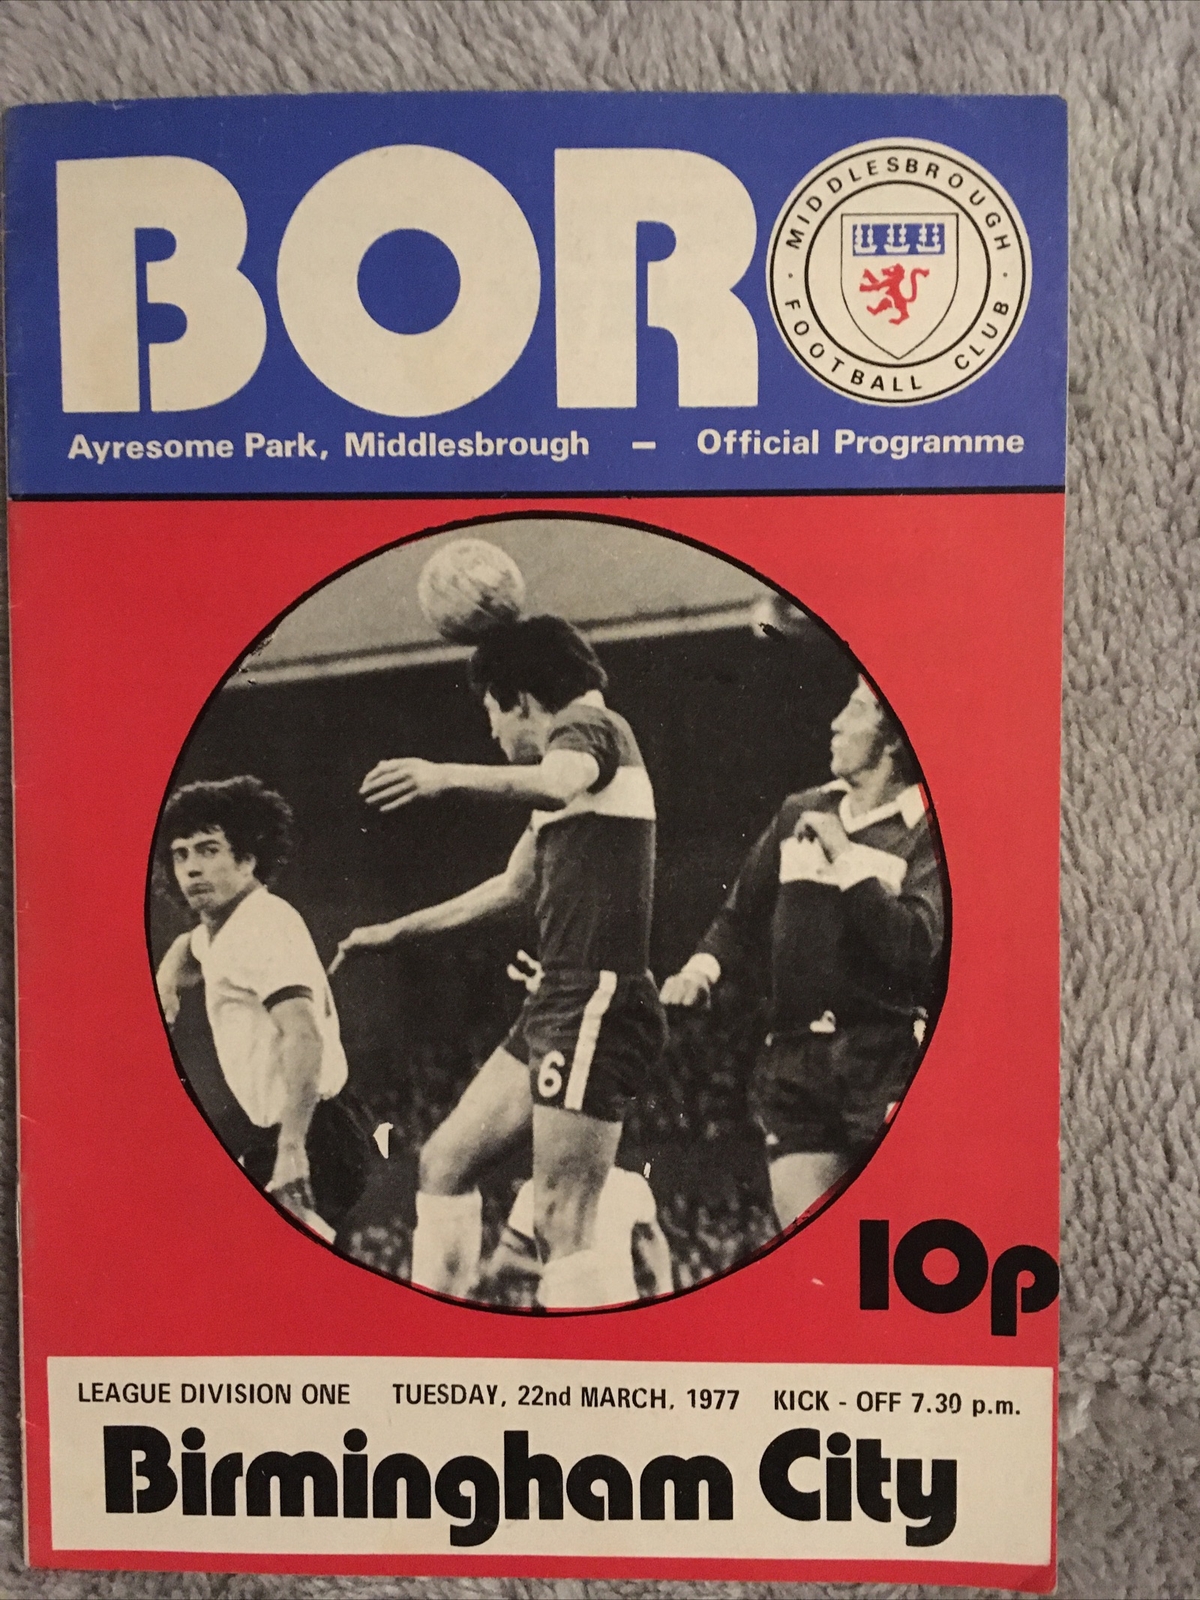 BORO
MIDDLESBROUGH
· FOOTBALL CLUB ·
Ayresome Park, Middlesbrough — Official Programme
6
10p
LEAGUE DIVISION ONE TUESDAY, 22nd MARCH, 1977 KICK - OFF 7.30 p.m.
Birmingham City